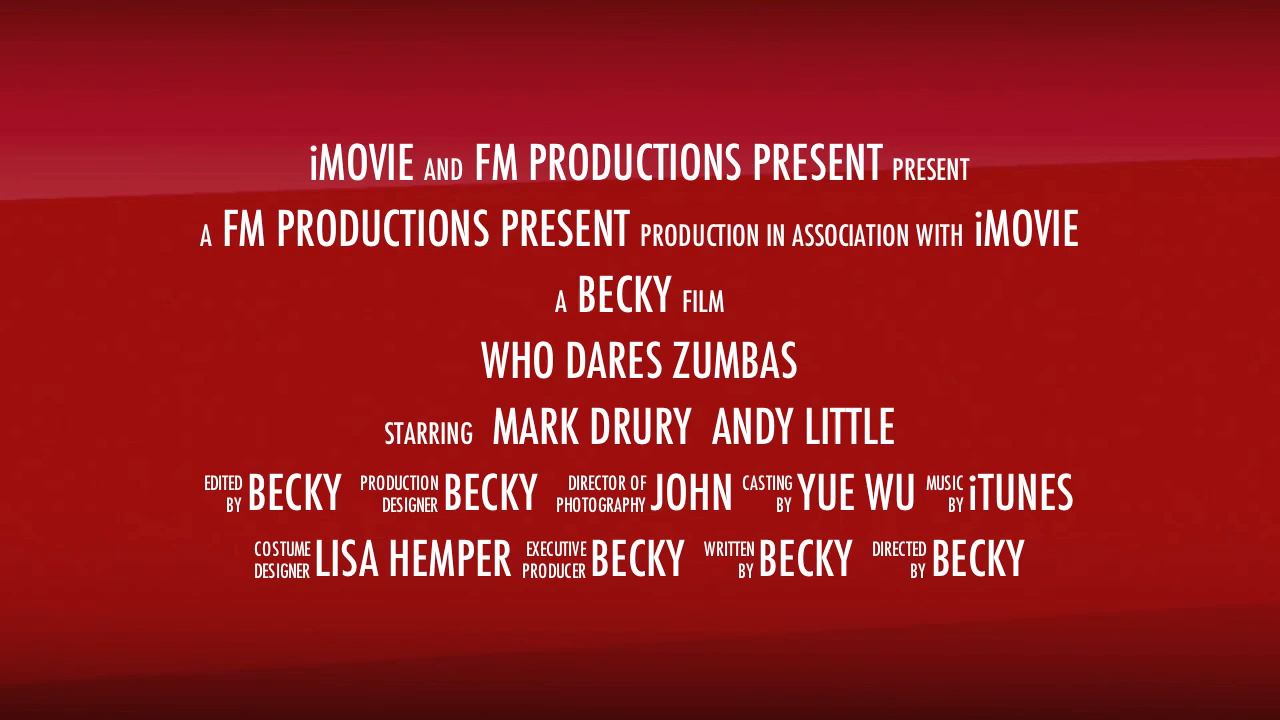 iMOVIE AND FM PRODUCTIONS PRESENT PRESENT
A FM PRODUCTIONS PRESENT PRODUCTION IN ASSOCIATION WITH iMOVIE
A BECKY FILM
WHO DARES ZUMBAS
STARRING MARK DRURY ANDY LITTLE
EDITED BY BECKY PRODUCTION DESIGNER BECKY DIRECTOR OF PHOTOGRAPHY JOHN CASTING BY YUE WU MUSIC BY iTUNES
COSTUME DESIGNER LISA HEMPER EXECUTIVE PRODUCER BECKY WRITTEN BY BECKY DIRECTED BY BECKY